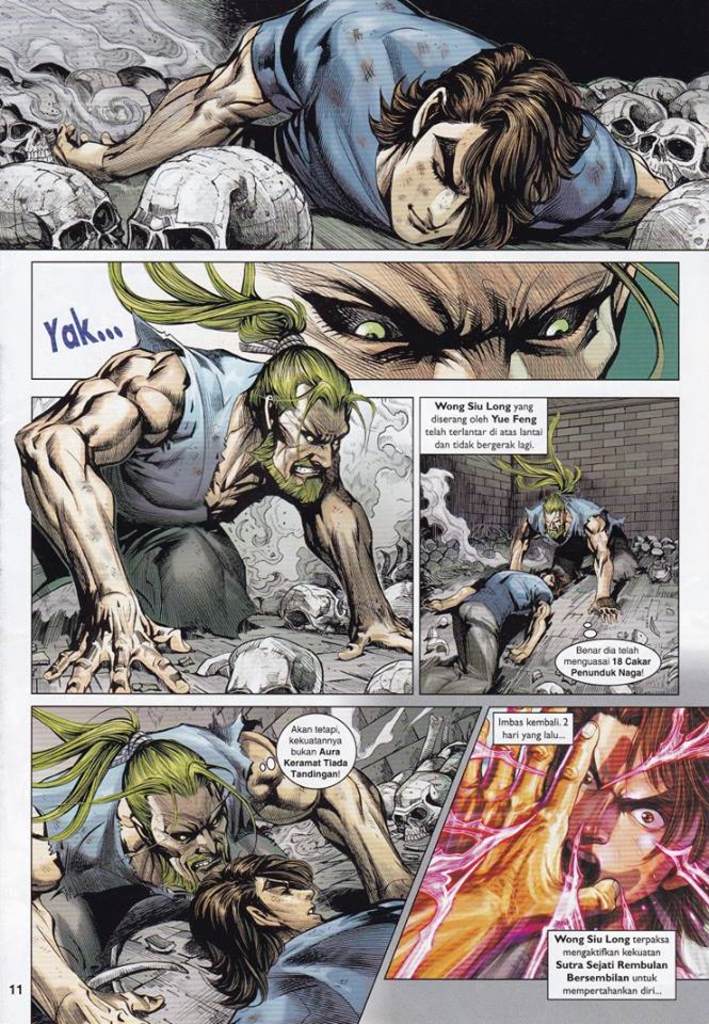 Yak...
Wong Siu Long yang
diserang oleh Yue Feng
telah terlantar di atas lantai
dan tidak bergerak lagi.
Benar dia telah
menguasai 18 Cakar
Penunduk Naga!
Akan tetapi,
kekuatannya
bukan Aura
Keramat Tiada
Tandingan!
Imbas kembali. 2
hari yang lalu...
Wong Siu Long terpaksa
mengaktifkan kekuatan
Sutra Sejati Rembulan
Bersembilan untuk
mempertahankan diri...
11